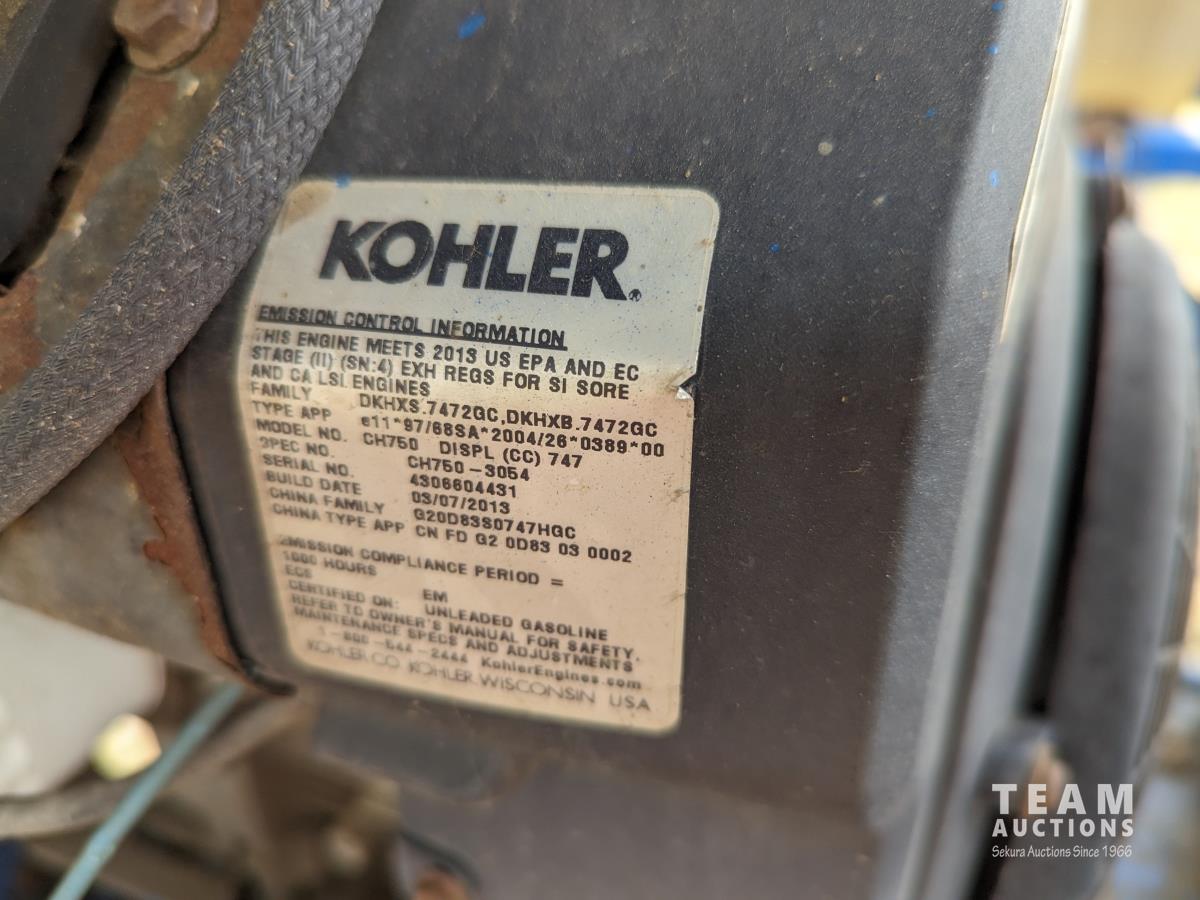 KOHLER®
EMISSION CONTROL INFORMATION
THIS ENGINE MEETS 2013 US EPA AND EC
STAGE (II) (SN:4) EXH REGS FOR SI SORE
AND CA LSI ENGINES
FAMILY DKHXS.7472GC,DKHXB.7472GC
TYPE APP e11*97/68SA*2004/26*0389*00
MODEL NO. CH750 DISPL (CC) 747
SPEC NO. CH750-3054
SERIAL NO. 4306604431
BUILD DATE 03/07/2013
CHINA FAMILY G20D83S0747HGC
CHINA TYPE APP CN FD G2 0D83 03 0002
EMISSION COMPLIANCE PERIOD =
1000 HOURS
EM
CERTIFIED ON: UNLEADED GASOLINE
REFER TO OWNER'S MANUAL FOR SAFETY,
MAINTENANCE SPECS AND ADJUSTMENTS
1-800-544-2444 KohlerEngines.com
KOHLER CO. KOHLER, WISCONSIN USA
TEAM
AUCTIONS
Sekura Auctions Since 1966